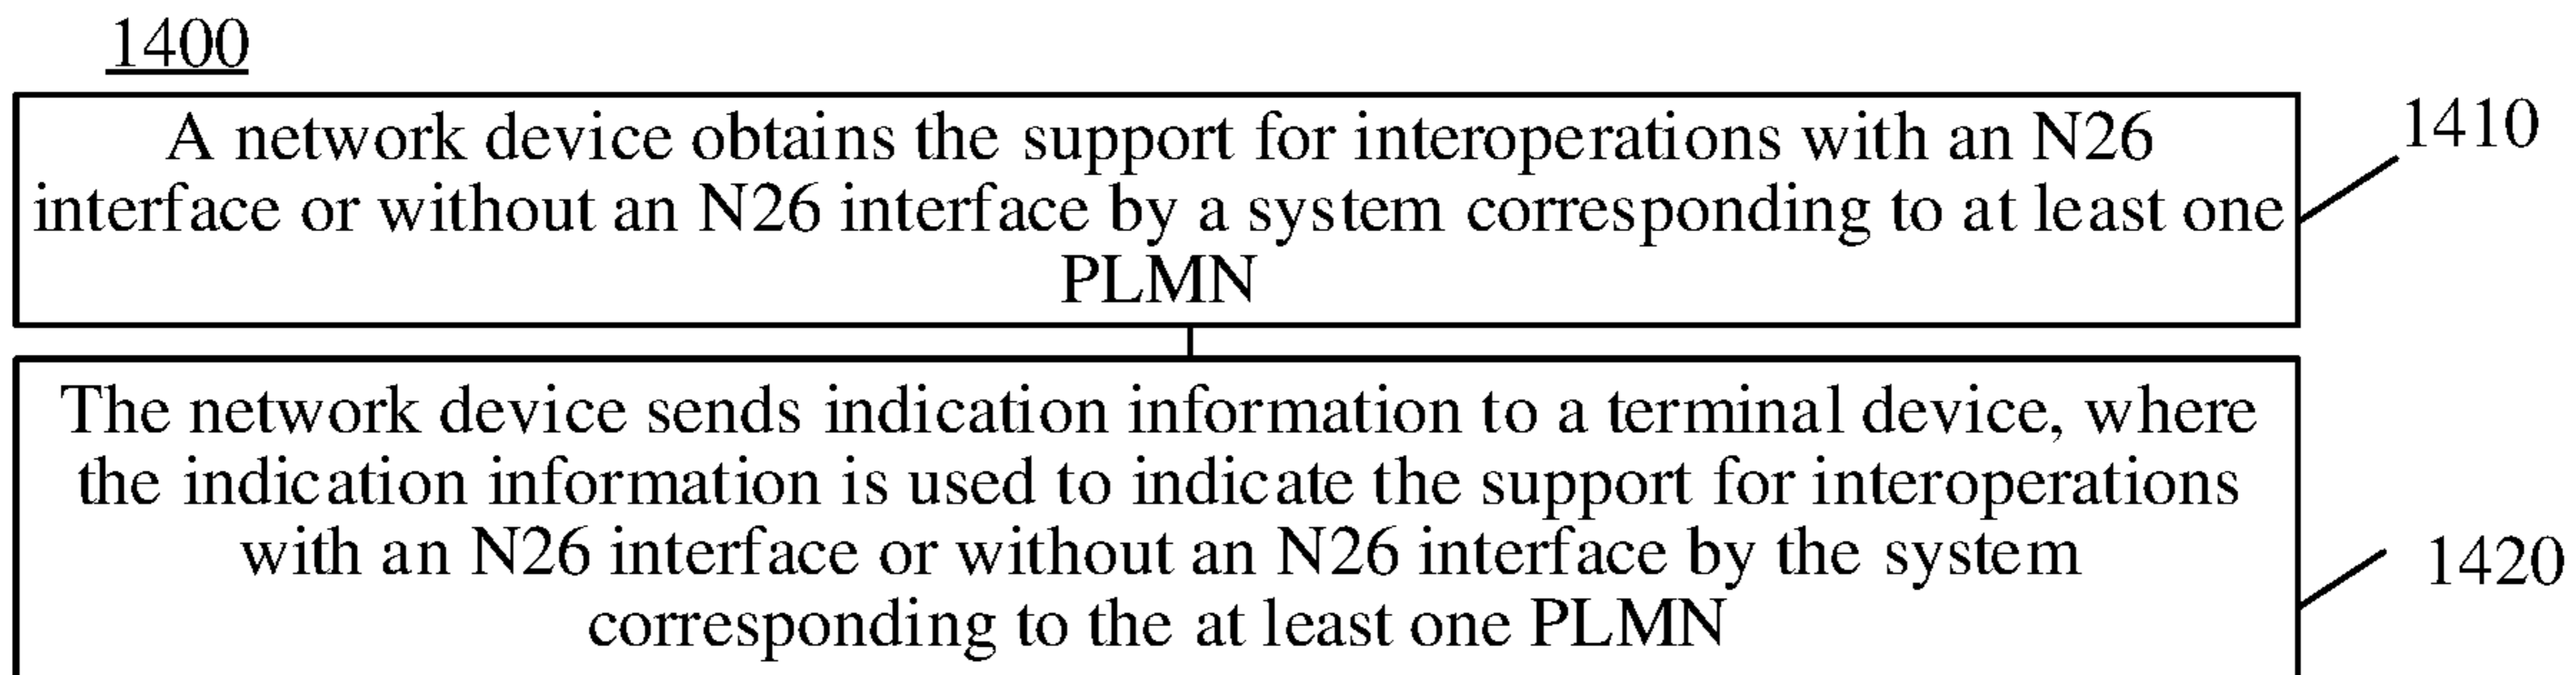 1400
A network device obtains the support for interoperations with an N26
interface or without an N26 interface by a system corresponding to at least one
PLMN
1410
The network device sends indication information to a terminal device, where
the indication information is used to indicate the support for interoperations
with an N26 interface or without an N26 interface by the system
corresponding to the at least one PLMN
1420